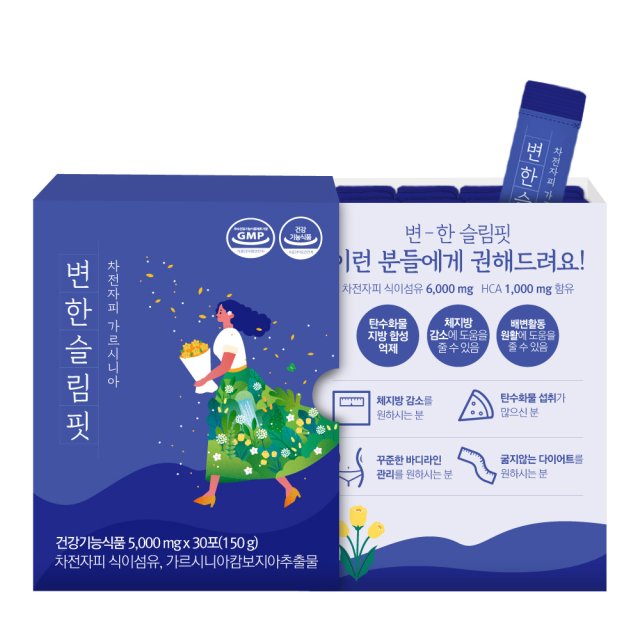 변한슬림핏
차전자피 가르시니아
GMP
건강
기능식품
건강기능식품 5,000 mg x 30포(150 g)
차전자피 식이섬유, 가르시니아캄보지아추출물
변한슬림
차전자피 가
변-한 슬림핏
이런 분들에게 권해드려요!
차전자피 식이섬유 6,000 mg HCA 1,000 mg 함유
탄수화물
지방 합성
억제
체지방
감소에 도움을
줄 수 있음
배변활동
원활에 도움을
줄 수 있음
체지방 감소를
원하시는 분
탄수화물 섭취가
많으신 분
꾸준한 바디라인
관리를 원하시는 분
굶지않는 다이어트를
원하시는 분